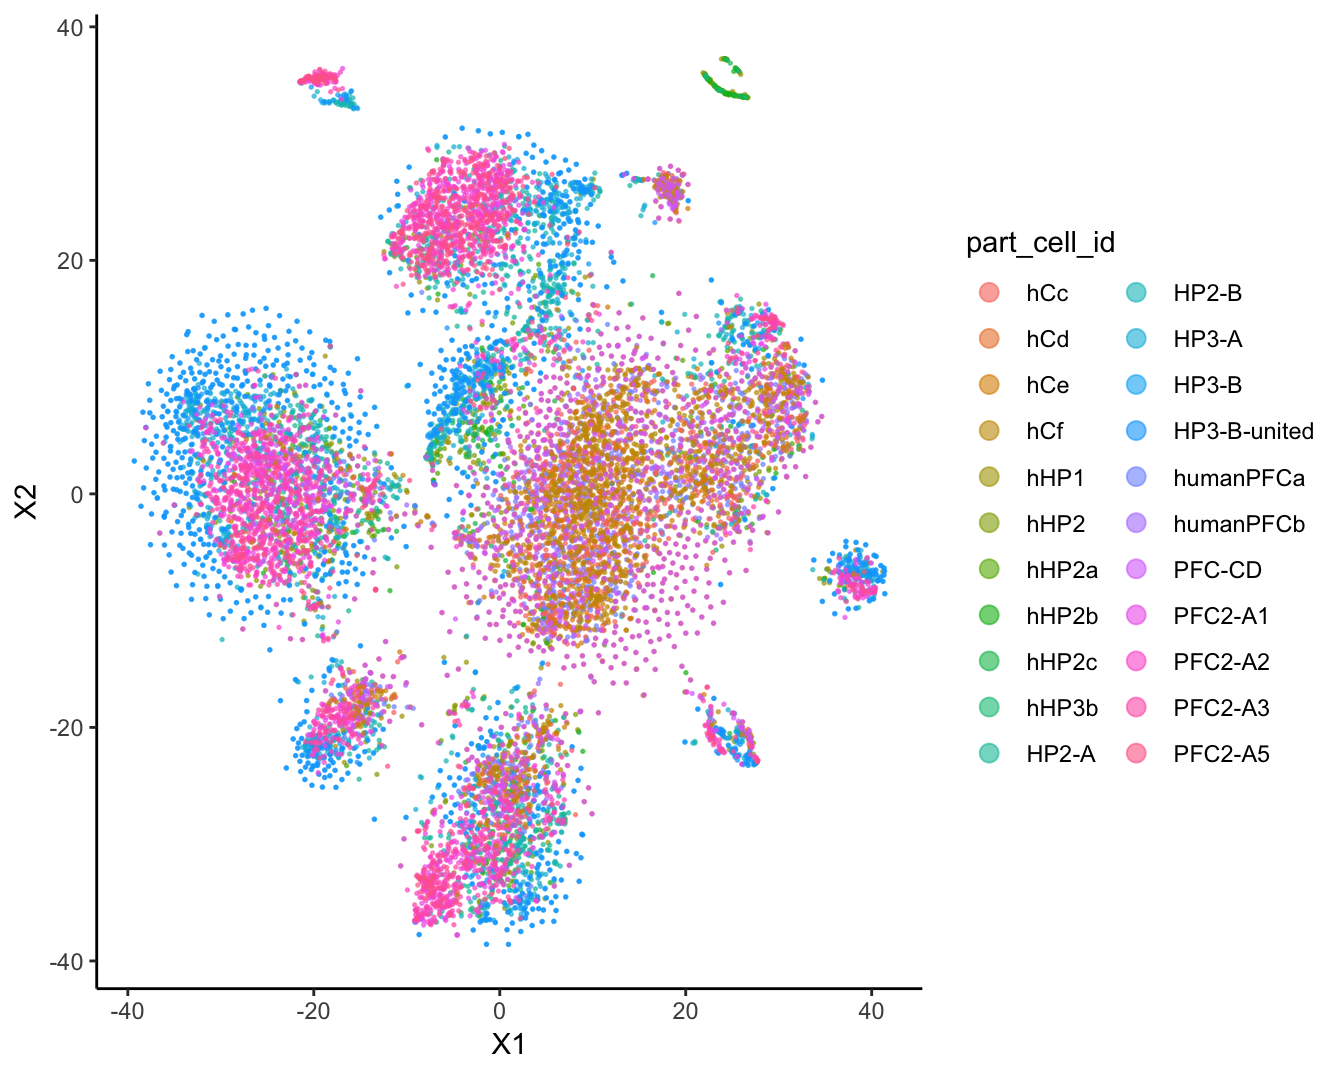 40
20
0
-20
-40
X2
-40
-20
0
20
40
X1
part_cell_id
hCc
hCd
hCe
hCf
hHP1
hHP2
hHP2a
hHP2b
hHP2c
hHP3b
HP2-A
HP2-B
HP3-A
HP3-B
HP3-B-united
humanPFCa
humanPFCb
PFC-CD
PFC2-A1
PFC2-A2
PFC2-A3
PFC2-A5